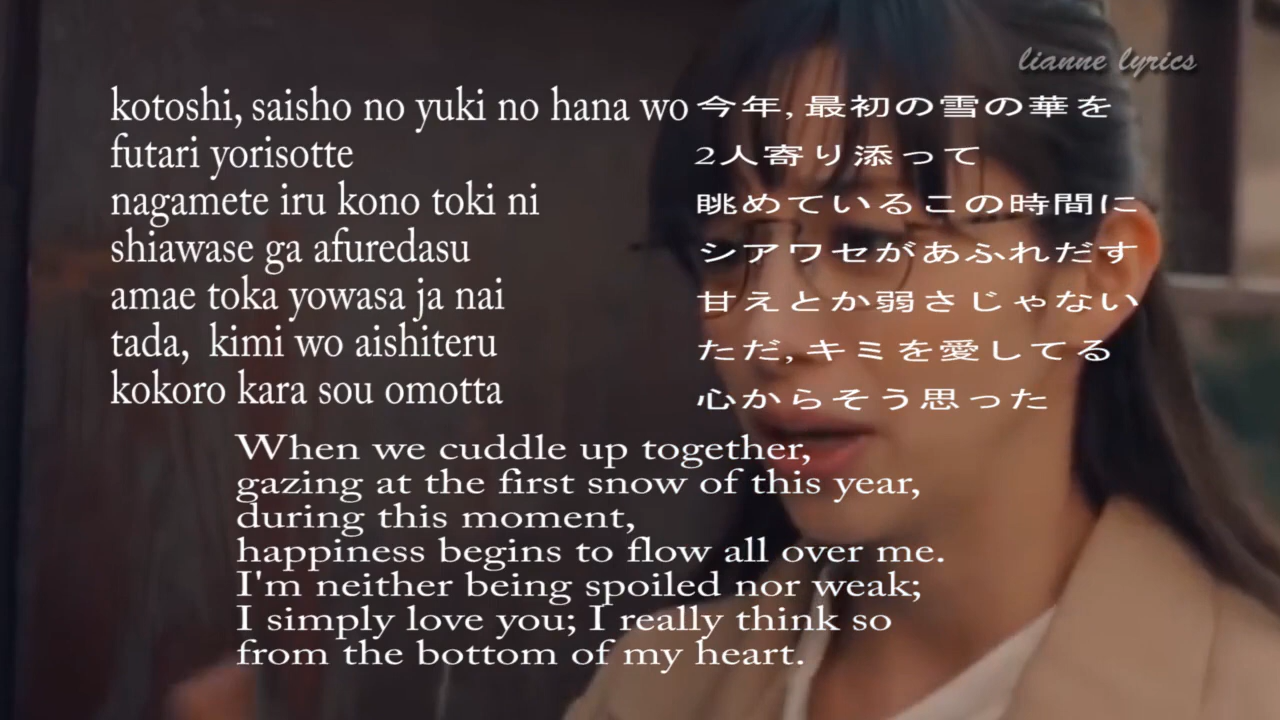 lianne lyrics
kotoshi, saisho no yuki no hana wo
futari yorisotte
nagamete iru kono toki ni
shiawase ga afuredasu
amae toka yowasa ja nai
tada, kimi wo aishiteru
kokoro kara sou omotta
今年, 最初の雪の華を
2人寄り添って
眺めているこの時間に
シアワセがあふれだす
甘えとか弱さじゃない
ただ, キミを愛してる
心からそう思った
When we cuddle up together,
gazing at the first snow of this year,
during this moment,
happiness begins to flow all over me.
I'm neither being spoiled nor weak;
I simply love you; I really think so
from the bottom of my heart.